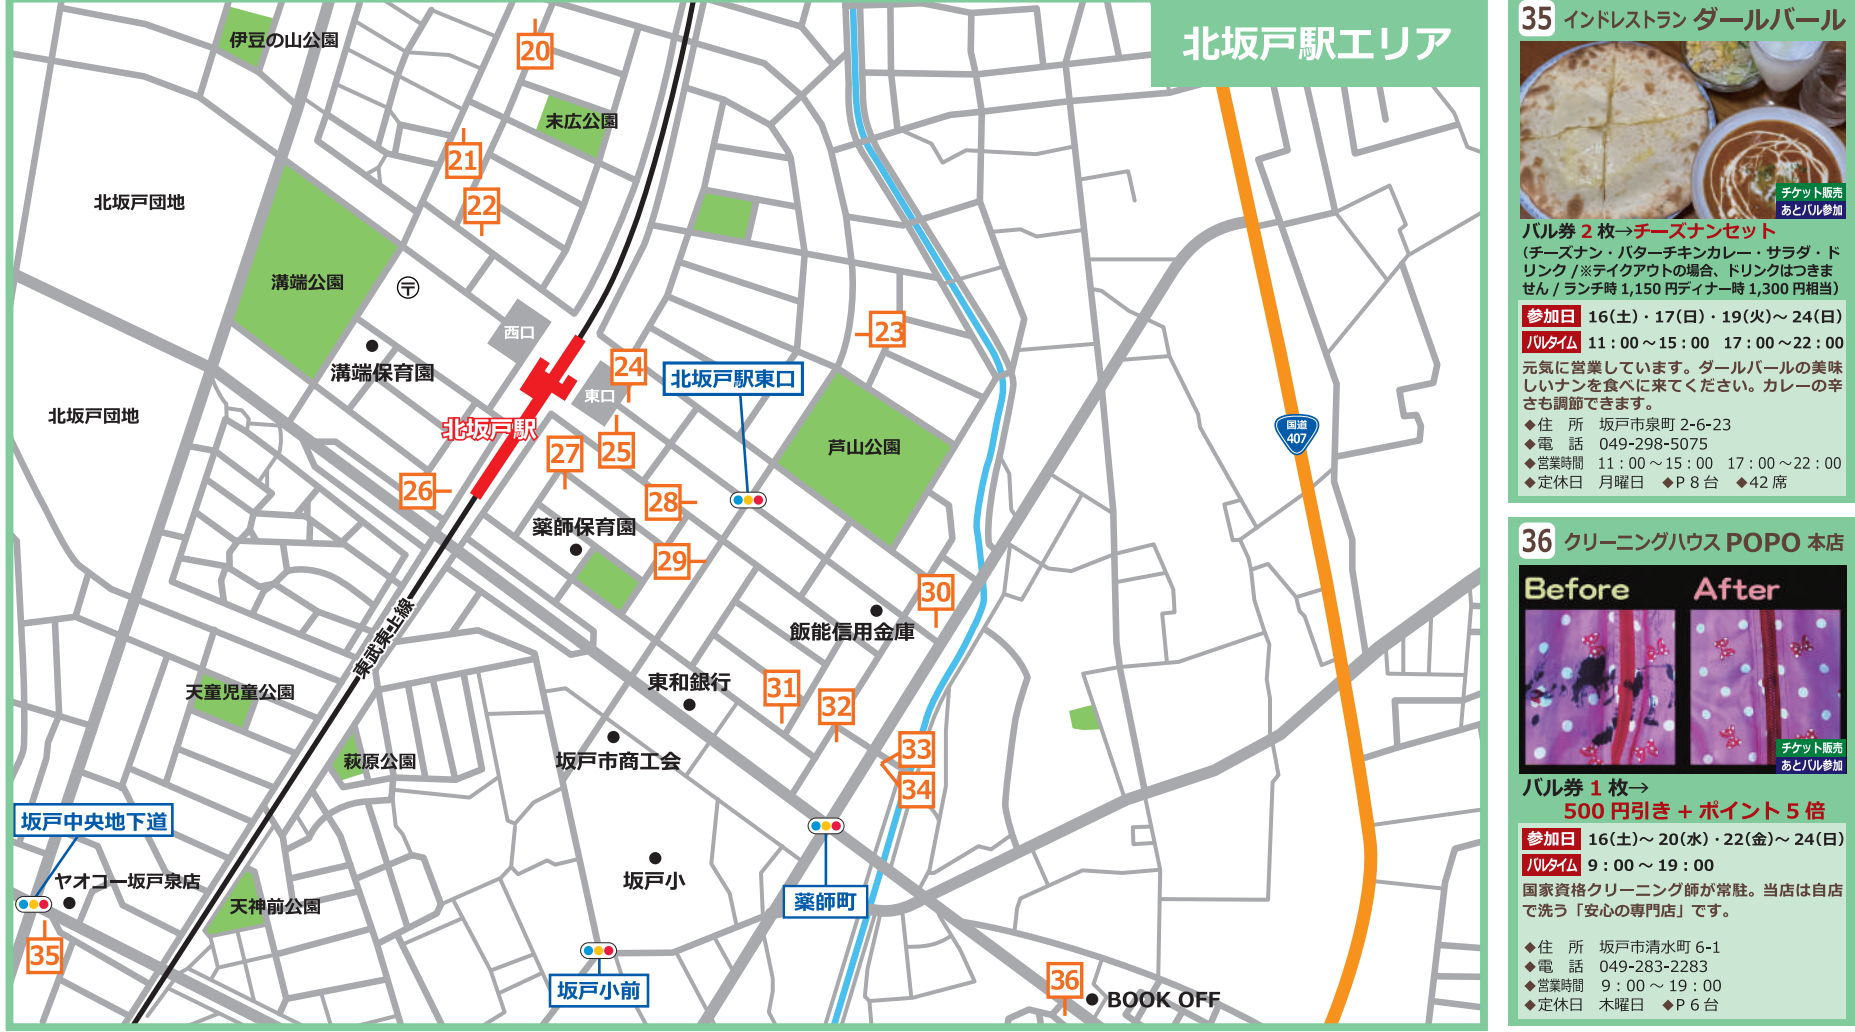 北坂戸駅エリア
伊豆の山公園
20
末広公園
21
22
北坂戸団地
溝端公園
〒
西口
溝端保育園
23
24
東口
北坂戸駅東口
北坂戸団地
北坂戸駅
国道
407
芦山公園
25
27
26
28
薬師保育園
29
30
飯能信用金庫
東武東上線
東和銀行
31
32
天童児童公園
33
34
萩原公園
坂戸市商工会
坂戸中央地下道
ヤオコー坂戸泉店
坂戸小
薬師町
天神前公園
35
坂戸小前
36
BOOK OFF
35 インドレストラン ダールバール
チケット販売
あとバル参加
バル券 2 枚→チーズナンセット
(チーズナン・バターチキンカレー・サラダ・ド
リンク / ※テイクアウトの場合、ドリンクはつきま
せん / ランチ時 1,150 円ディナー時 1,300 円相当)
参加日 16(土)・17(日)・19(火)～ 24(日)
バルタイム 11：00 ～15：00 17：00 ～22：00
元気に営業しています。ダールバールの美味
しいナンを食べに来てください。カレーの辛
さも調節できます。
◆住 所 坂戸市泉町 2-6-23
◆電 話 049-298-5075
◆営業時間 11：00 ～15：00 17：00 ～22：00
◆定休日 月曜日 ◆P 8 台 ◆42 席
36 クリーニングハウス POPO 本店
Before After
チケット販売
あとバル参加
バル券 1 枚→
500 円引き + ポイント 5 倍
参加日 16(土)～ 20(水)・22(金)～ 24(日)
バルタイム 9：00 ～ 19：00
国家資格クリーニング師が常駐。当店は自店
で洗う「安心の専門店」です。
◆住 所 坂戸市清水町 6-1
◆電 話 049-283-2283
◆営業時間 9：00 ～ 19：00
◆定休日 木曜日 ◆P 6 台